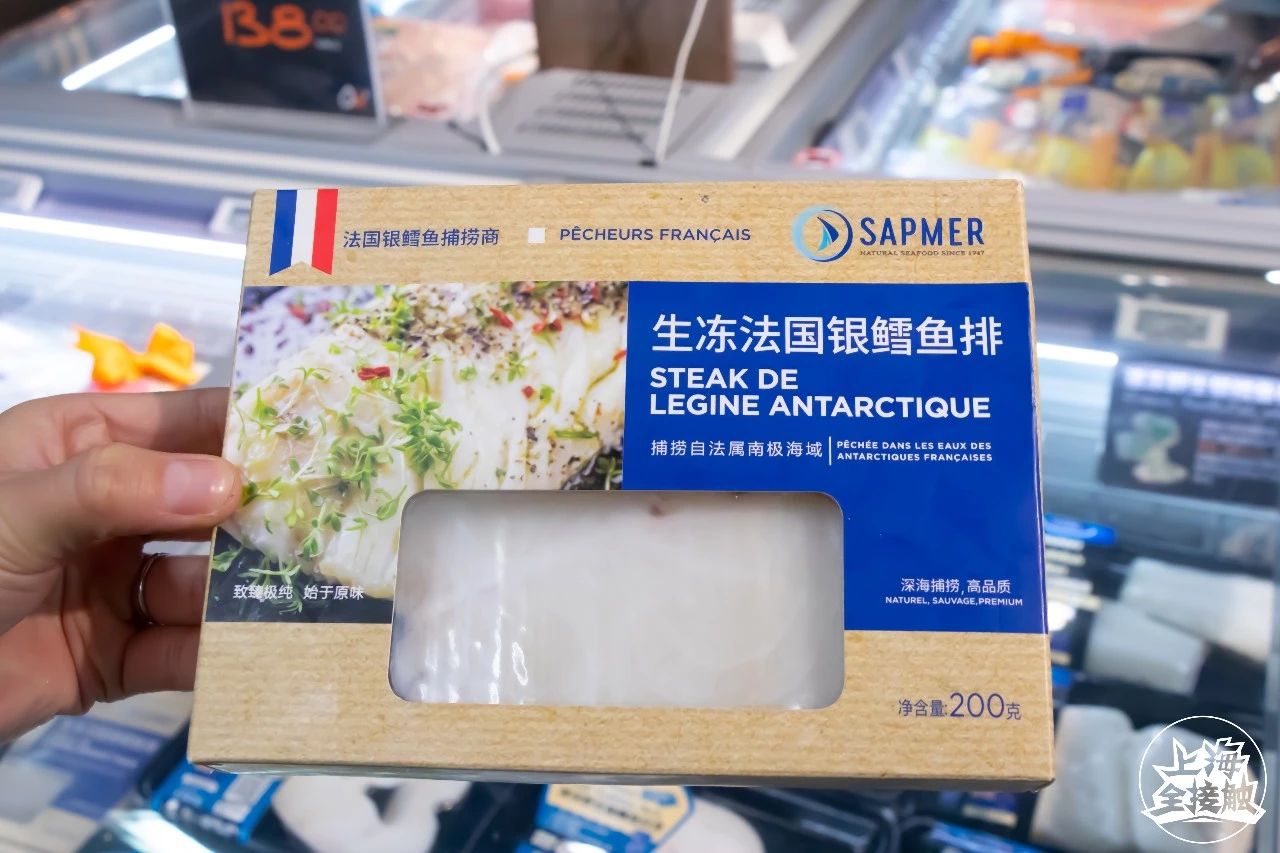 138.00
法国银鳕鱼捕捞商
PÊCHEURS FRANÇAIS
SAPMER
NATURAL SEAFOOD SINCE 1947
生冻法国银鳕鱼排
STEAK DE
LEGINE ANTARCTIQUE
捕捞自法属南极海域
PÊCHÉE DANS LES EAUX DES
ANTARCTIQUES FRANÇAISES
致臻极纯 始于原味
深海捕捞,高品质
NATUREL, SAUVAGE,PREMIUM
净含量:200克
上海
全接触